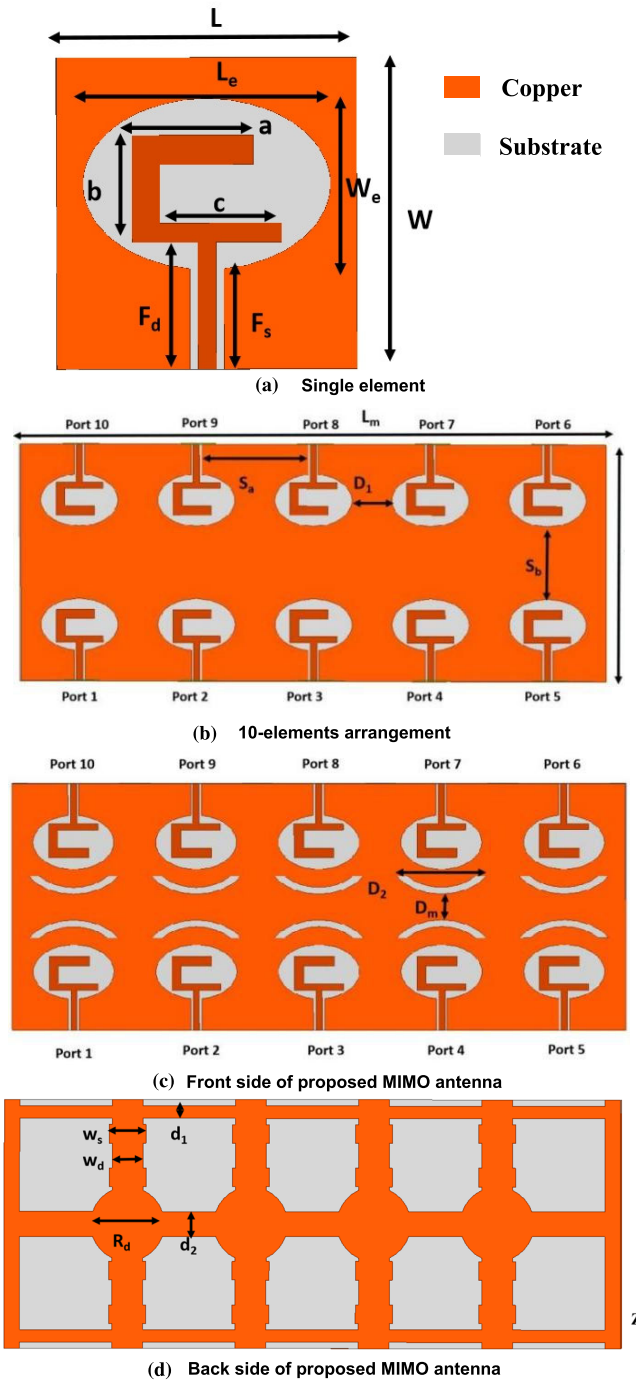 L
Copper
Substrate
Le
a
b
We
W
c
Fd
Fs
(a) Single element
Port 10 Port 9 Port 8 Port 7 Port 6
Lm
Sa
D1
Sb
Port 1 Port 2 Port 3 Port 4 Port 5
(b) 10-elements arrangement
Port 10 Port 9 Port 8 Port 7 Port 6
D2
Dm
Port 1 Port 2 Port 3 Port 4 Port 5
(c) Front side of proposed MIMO antenna
ws
d1
wd
Rd
d2
Z
(d) Back side of proposed MIMO antenna